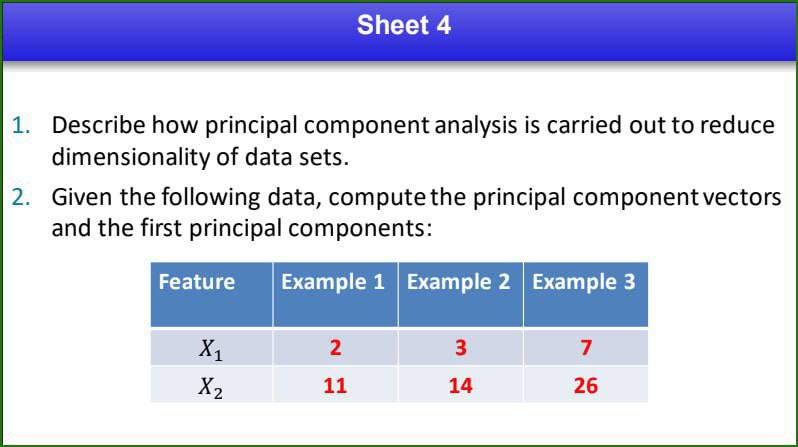 Sheet 4
1. Describe how principal component analysis is carried out to reduce
dimensionality of data sets.
2. Given the following data, compute the principal component vectors
and the first principal components:
Feature Example 1 Example 2 Example 3
X₁ 2 3 7
X₂ 11 14 26